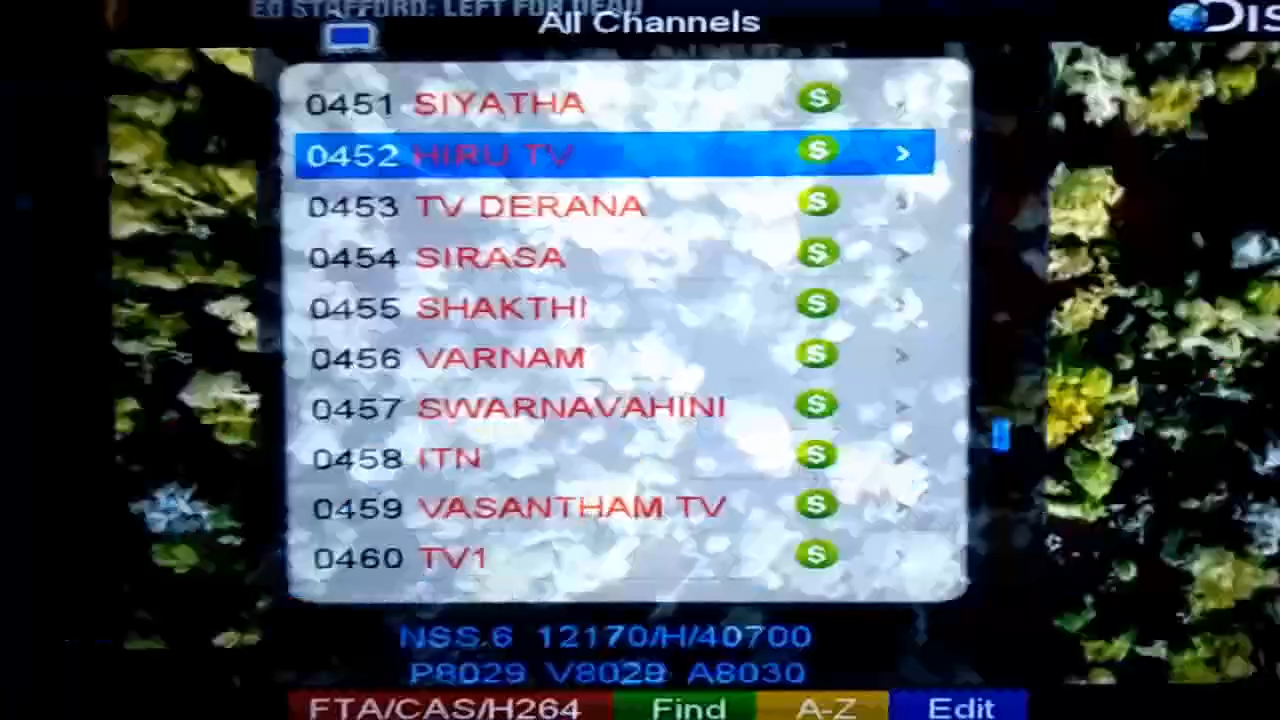 ED STAFFORD: LEFT FOR DEAD
All Channels
DIS
0451 SIYATHA $ >
0452 HIRU TV $ >
0453 TV DERANA $ >
0454 SIRASA $ >
0455 SHAKTHI $ >
0456 VARNAM $ >
0457 SWARNAVAHINI $ >
0458 ITN $ >
0459 VASANTHAM TV $ >
0460 TV1 $ >
NSS.6 12170/H/40700
P8029 V8029 A8030
FTA/CAS/H264 Find A-Z Edit